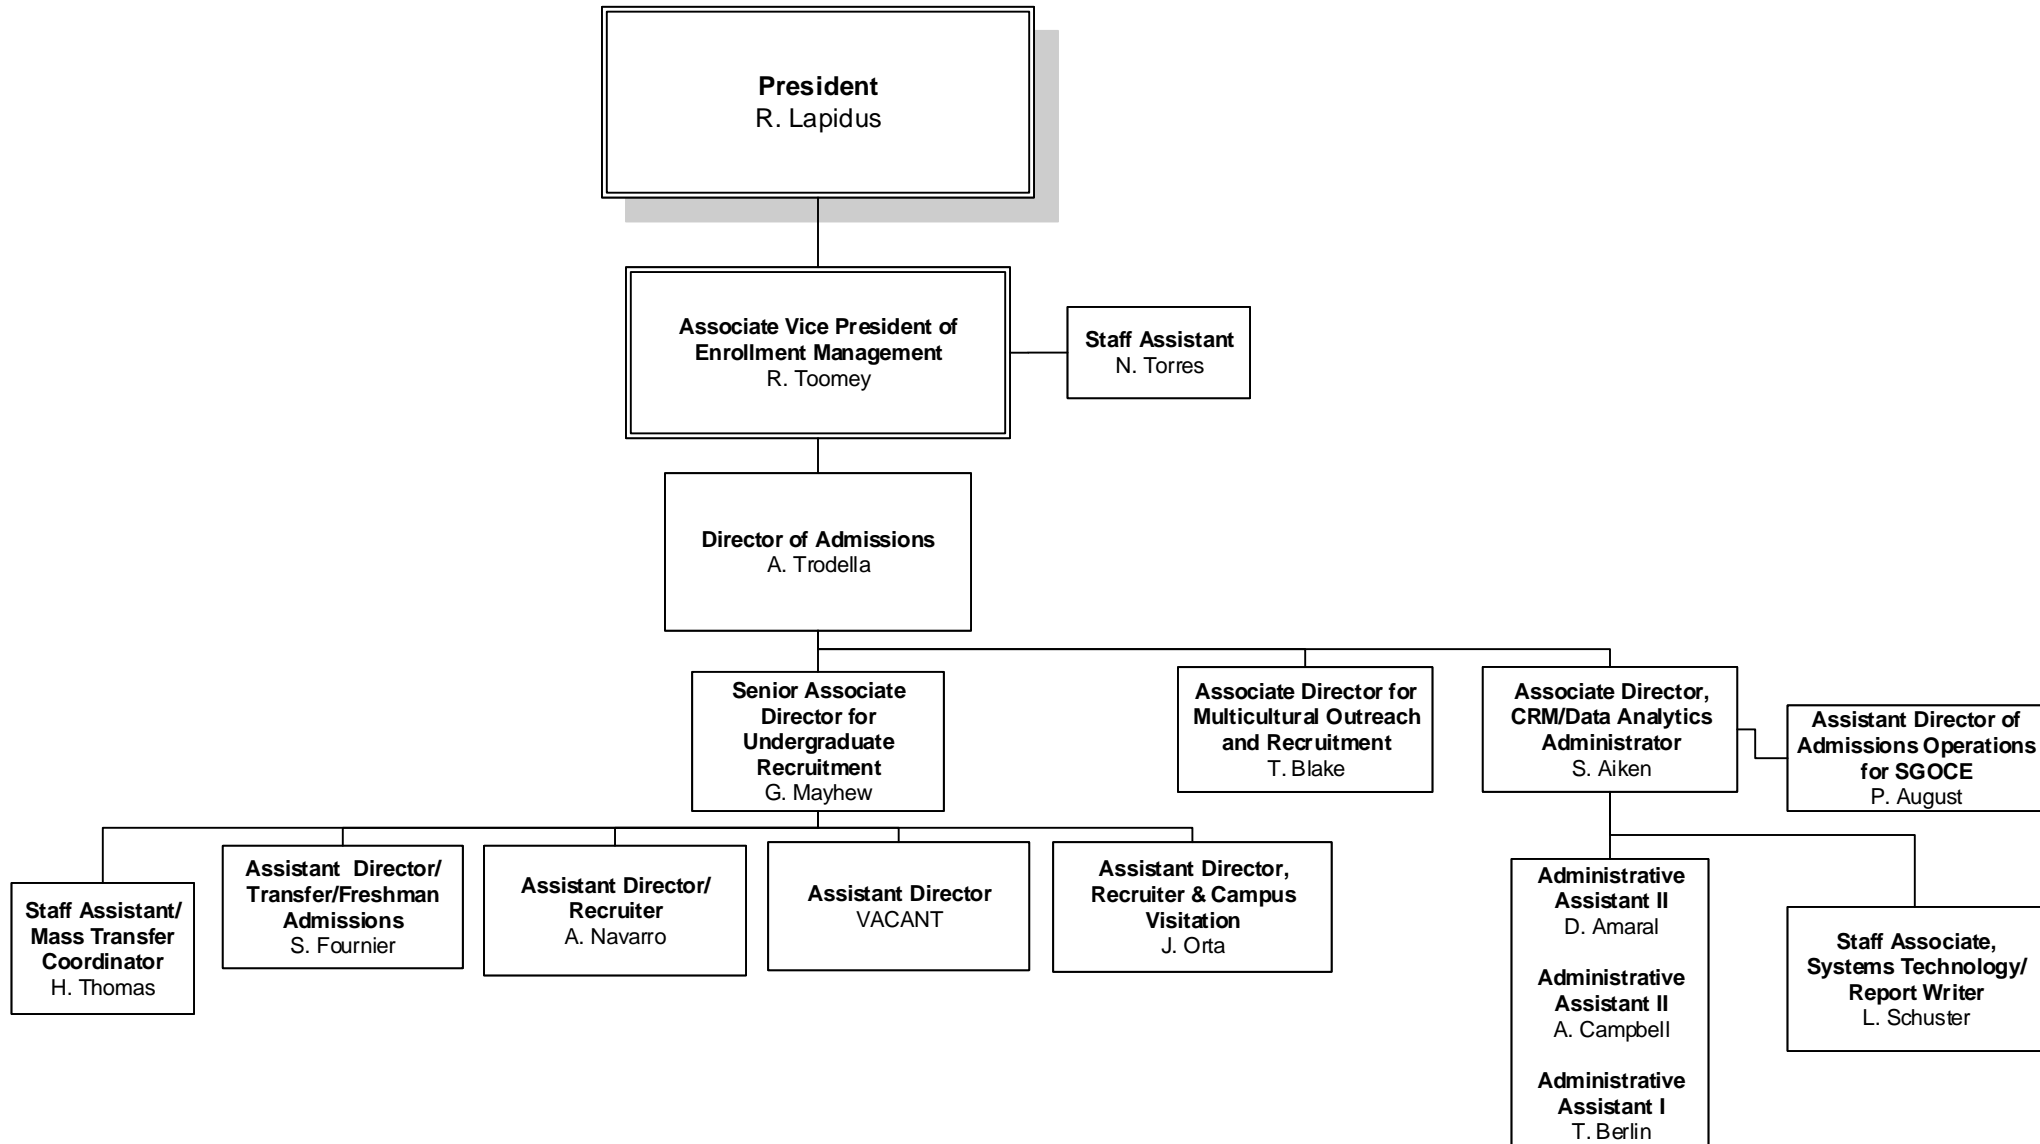 President
R. Lapidus
Associate Vice President of
Enrollment Management
R. Toomey
Staff Assistant
N. Torres
Director of Admissions
A. Trodella
Senior Associate
Director for
Undergraduate
Recruitment
G. Mayhew
Associate Director for
Multicultural Outreach
and Recruitment
T. Blake
Associate Director,
CRM/Data Analytics
Administrator
S. Aiken
Assistant Director of
Admissions Operations
for SGOCE
P. August
Staff Assistant/
Mass Transfer
Coordinator
H. Thomas
Assistant Director/
Transfer/Freshman
Admissions
S. Fournier
Assistant Director/
Recruiter
A. Navarro
Assistant Director
VACANT
Assistant Director,
Recruiter & Campus
Visitation
J. Orta
Administrative
Assistant II
D. Amaral
Administrative
Assistant II
A. Campbell
Administrative
Assistant I
T. Berlin
Staff Associate,
Systems Technology/
Report Writer
L. Schuster